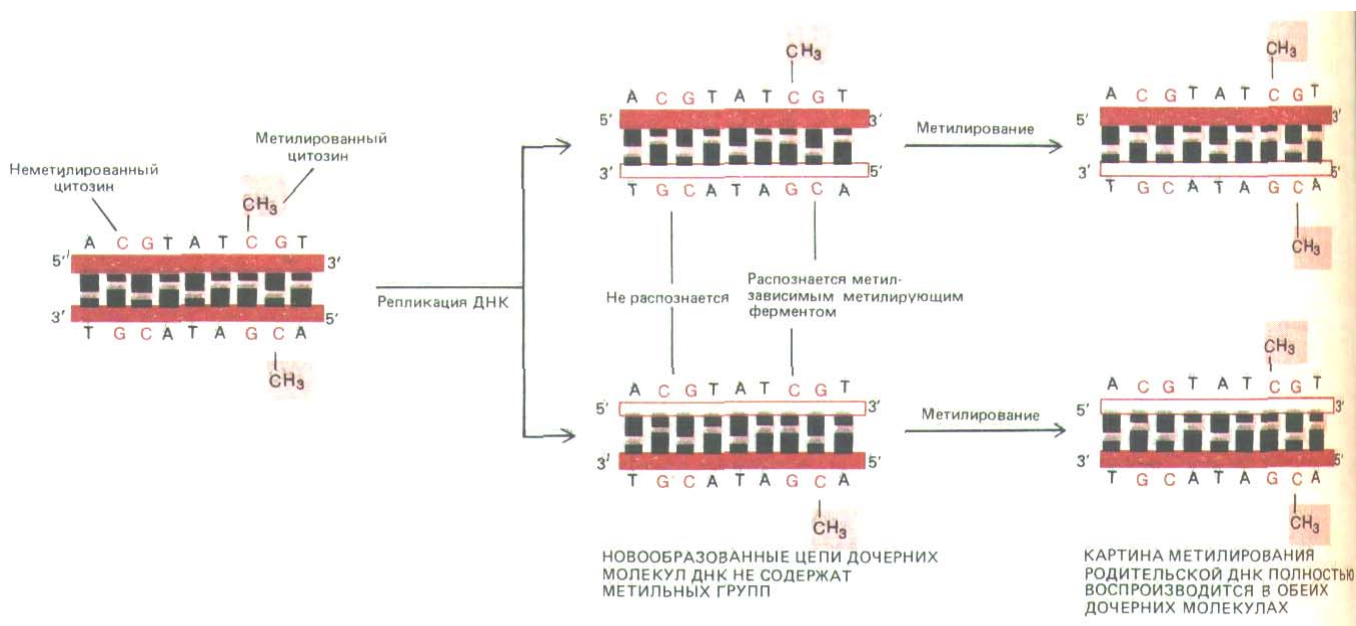 Неметилированный
цитозин
Метилированный
цитозин
CH₃
A C G T A T C G T
5' 3'
3' 5'
T G C A T A G C A
CH₃
Репликация ДНК
CH₃
A C G T A T C G T
5' 3'
3' 5'
T G C A T A G C A
Не распознается
Распознается метил-
зависимым метилирующим
ферментом
A C G T A T C G T
5' 3'
3' 5'
T G C A T A G C A
CH₃
НОВООБРАЗОВАННЫЕ ЦЕПИ ДОЧЕРНИХ
МОЛЕКУЛ ДНК НЕ СОДЕРЖАТ
МЕТИЛЬНЫХ ГРУПП
Метилирование
Метилирование
CH₃
A C G T A T C G T
5' 3'
3' 5'
T G C A T A G C A
CH₃
CH₃
A C G T A T C G T
5' 3'
3' 5'
T G C A T A G C A
CH₃
КАРТИНА МЕТИЛИРОВАНИЯ
РОДИТЕЛЬСКОЙ ДНК ПОЛНОСТЬЮ
ВОСПРОИЗВОДИТСЯ В ОБЕИХ
ДОЧЕРНИХ МОЛЕКУЛАХ